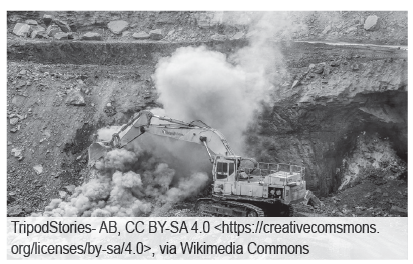 TripodStories- AB, CC BY-SA 4.0 <https://creativecomsmons.
org/licenses/by-sa/4.0>, via Wikimedia Commons